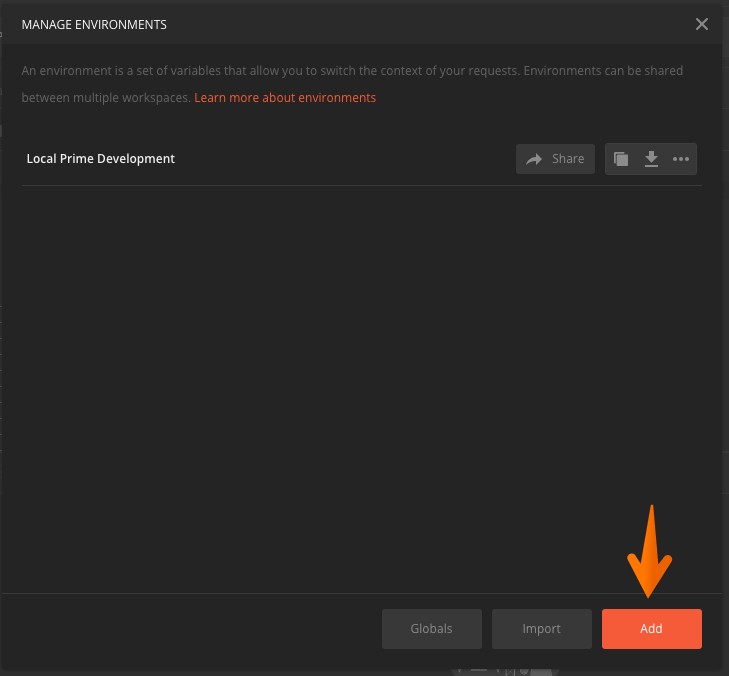 MANAGE ENVIRONMENTS
An environment is a set of variables that allow you to switch the context of your requests. Environments can be shared
between multiple workspaces. Learn more about environments
Local Prime Development
Share
Globals
Import
Add